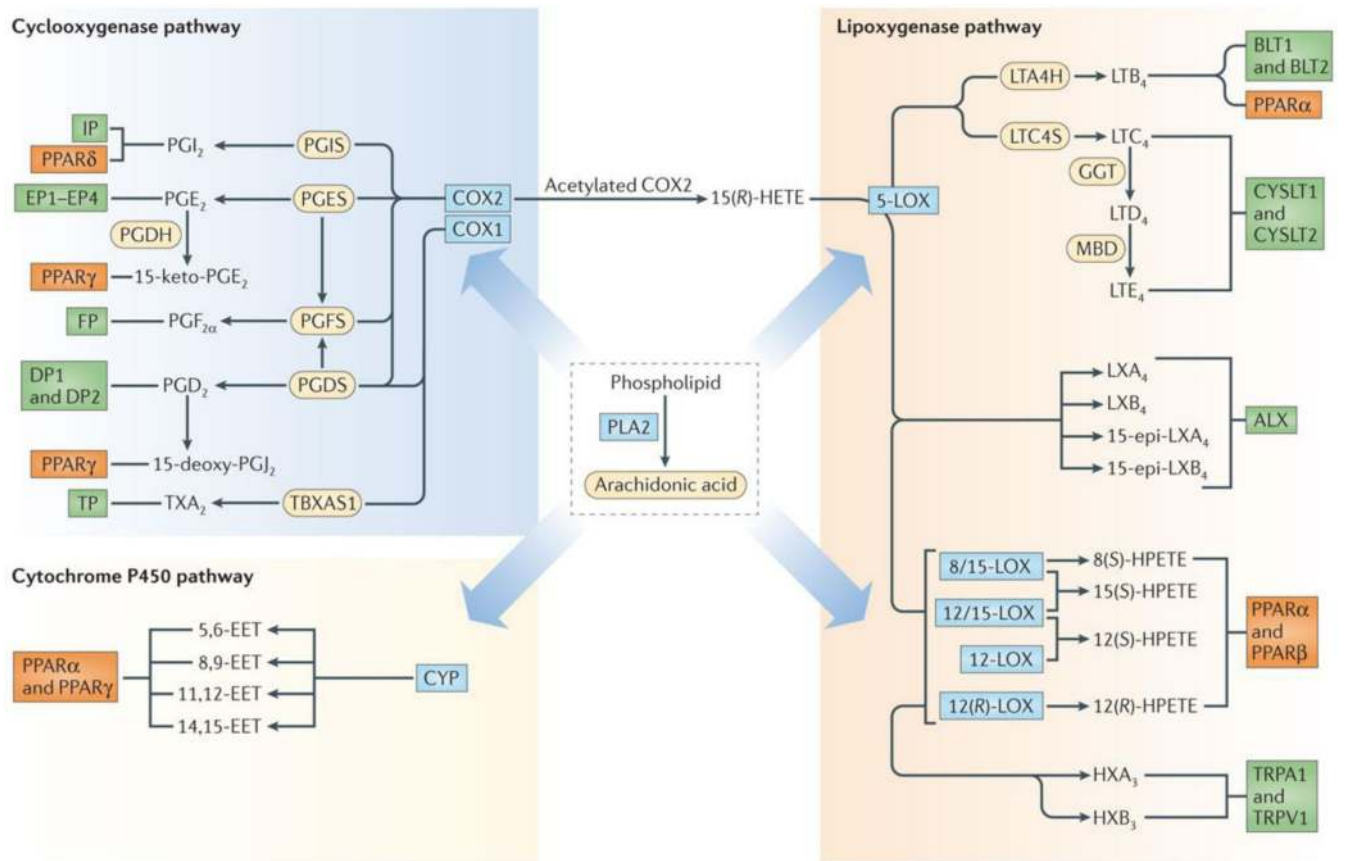 Cyclooxygenase pathway
IP
PPARδ
PGI₂
PGIS
EP1–EP4
PGE₂
PGES
PGDH
PPARγ
15-keto-PGE₂
FP
PGF₂α
PGFS
DP1
and DP2
PGD₂
PGDS
PPARγ
15-deoxy-PGJ₂
TP
TXA₂
TBXAS1
COX2
COX1
Acetylated COX2
15(R)-HETE
Phospholipid
PLA2
Arachidonic acid
Cytochrome P450 pathway
PPARα
and PPARγ
5,6-EET
8,9-EET
11,12-EET
14,15-EET
CYP
Lipoxygenase pathway
5-LOX
LTA4H
LTB₄
BLT1
and BLT2
PPARα
LTC4S
LTC₄
GGT
LTD₄
MBD
LTE₄
CYSLT1
and
CYSLT2
LXA₄
LXB₄
15-epi-LXA₄
15-epi-LXB₄
ALX
8/15-LOX
8(S)-HPETE
15(S)-HPETE
12/15-LOX
12(S)-HPETE
12-LOX
12(R)-LOX
12(R)-HPETE
PPARα
and
PPARβ
HXA₃
HXB₃
TRPA1
and
TRPV1